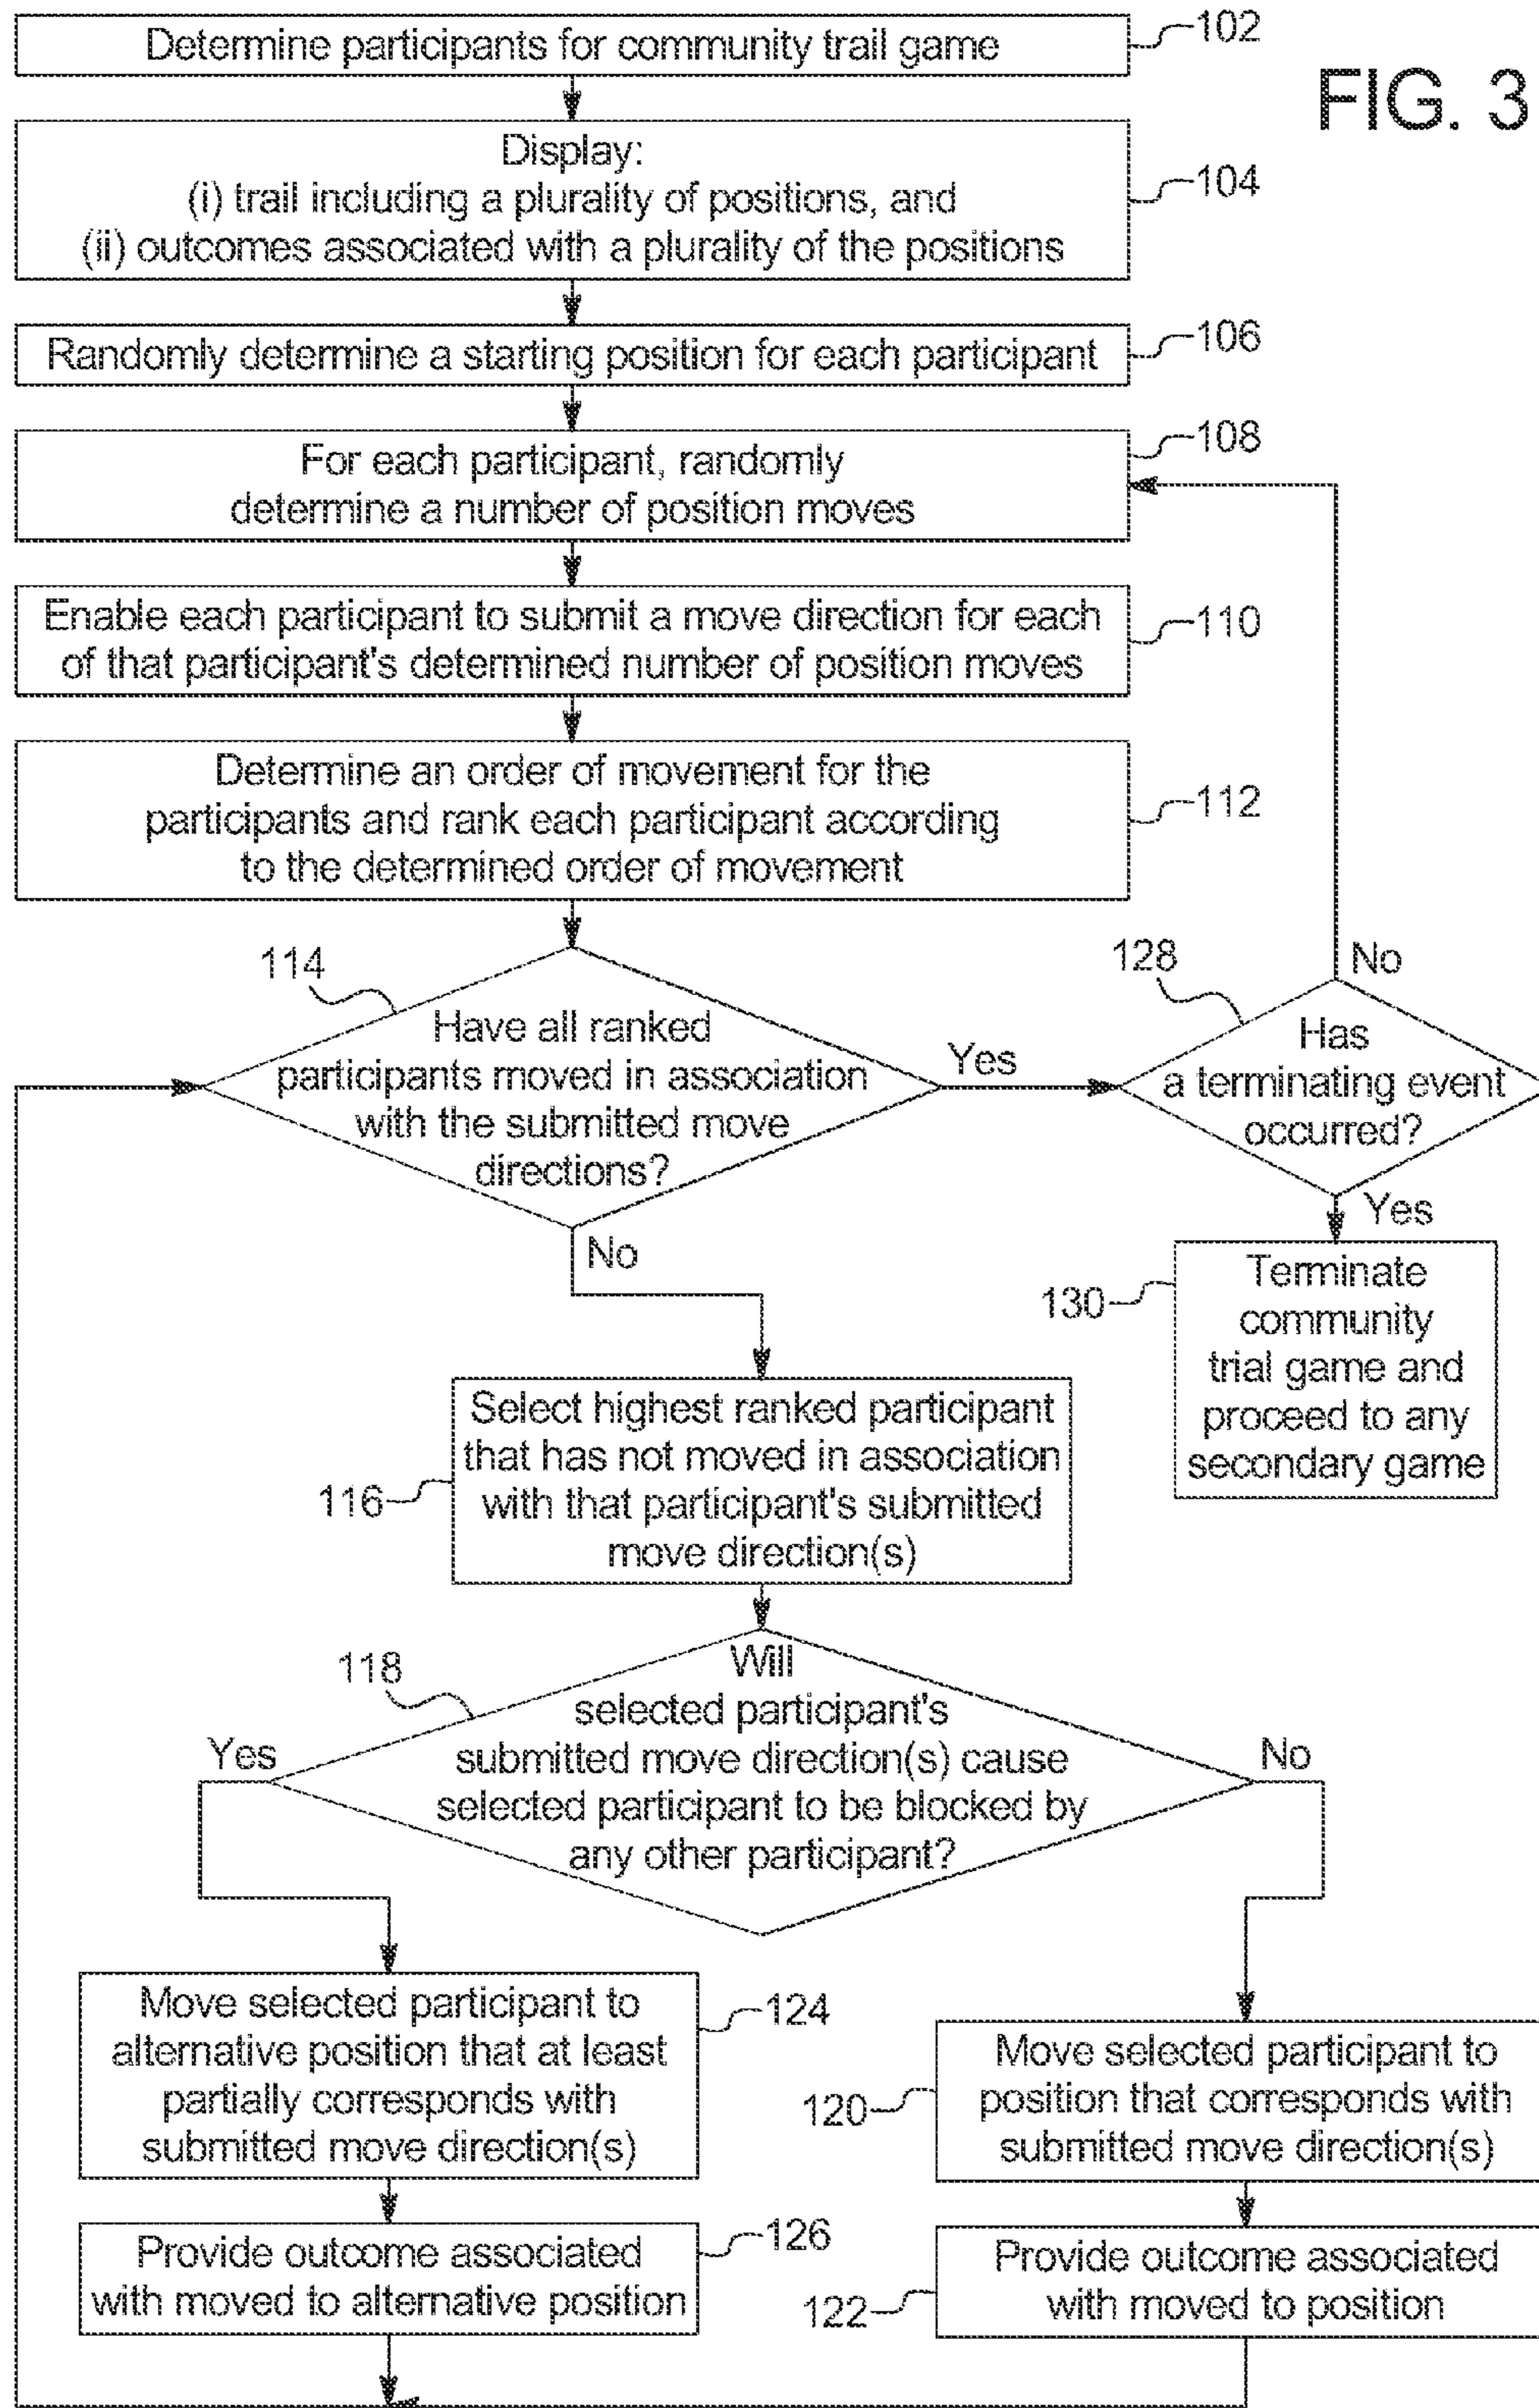 Determine participants for community trail game
102
FIG. 3
Display:
(i) trail including a plurality of positions, and
(ii) outcomes associated with a plurality of the positions
104
Randomly determine a starting position for each participant
106
For each participant, randomly
determine a number of position moves
108
Enable each participant to submit a move direction for each
of that participant's determined number of position moves
110
Determine an order of movement for the
participants and rank each participant according
to the determined order of movement
112
114
Have all ranked
participants moved in association
with the submitted move
directions?
Yes
No
128
No
Has
a terminating event
occurred?
Yes
130
Terminate
community
trial game and
proceed to any
secondary game
116
Select highest ranked participant
that has not moved in association
with that participant's submitted
move direction(s)
118
Will
selected participant's
submitted move direction(s) cause
selected participant to be blocked by
any other participant?
Yes
No
Move selected participant to
alternative position that at least
partially corresponds with
submitted move direction(s)
124
120
Move selected participant to
position that corresponds with
submitted move direction(s)
Provide outcome associated
with moved to alternative position
126
122
Provide outcome associated
with moved to position